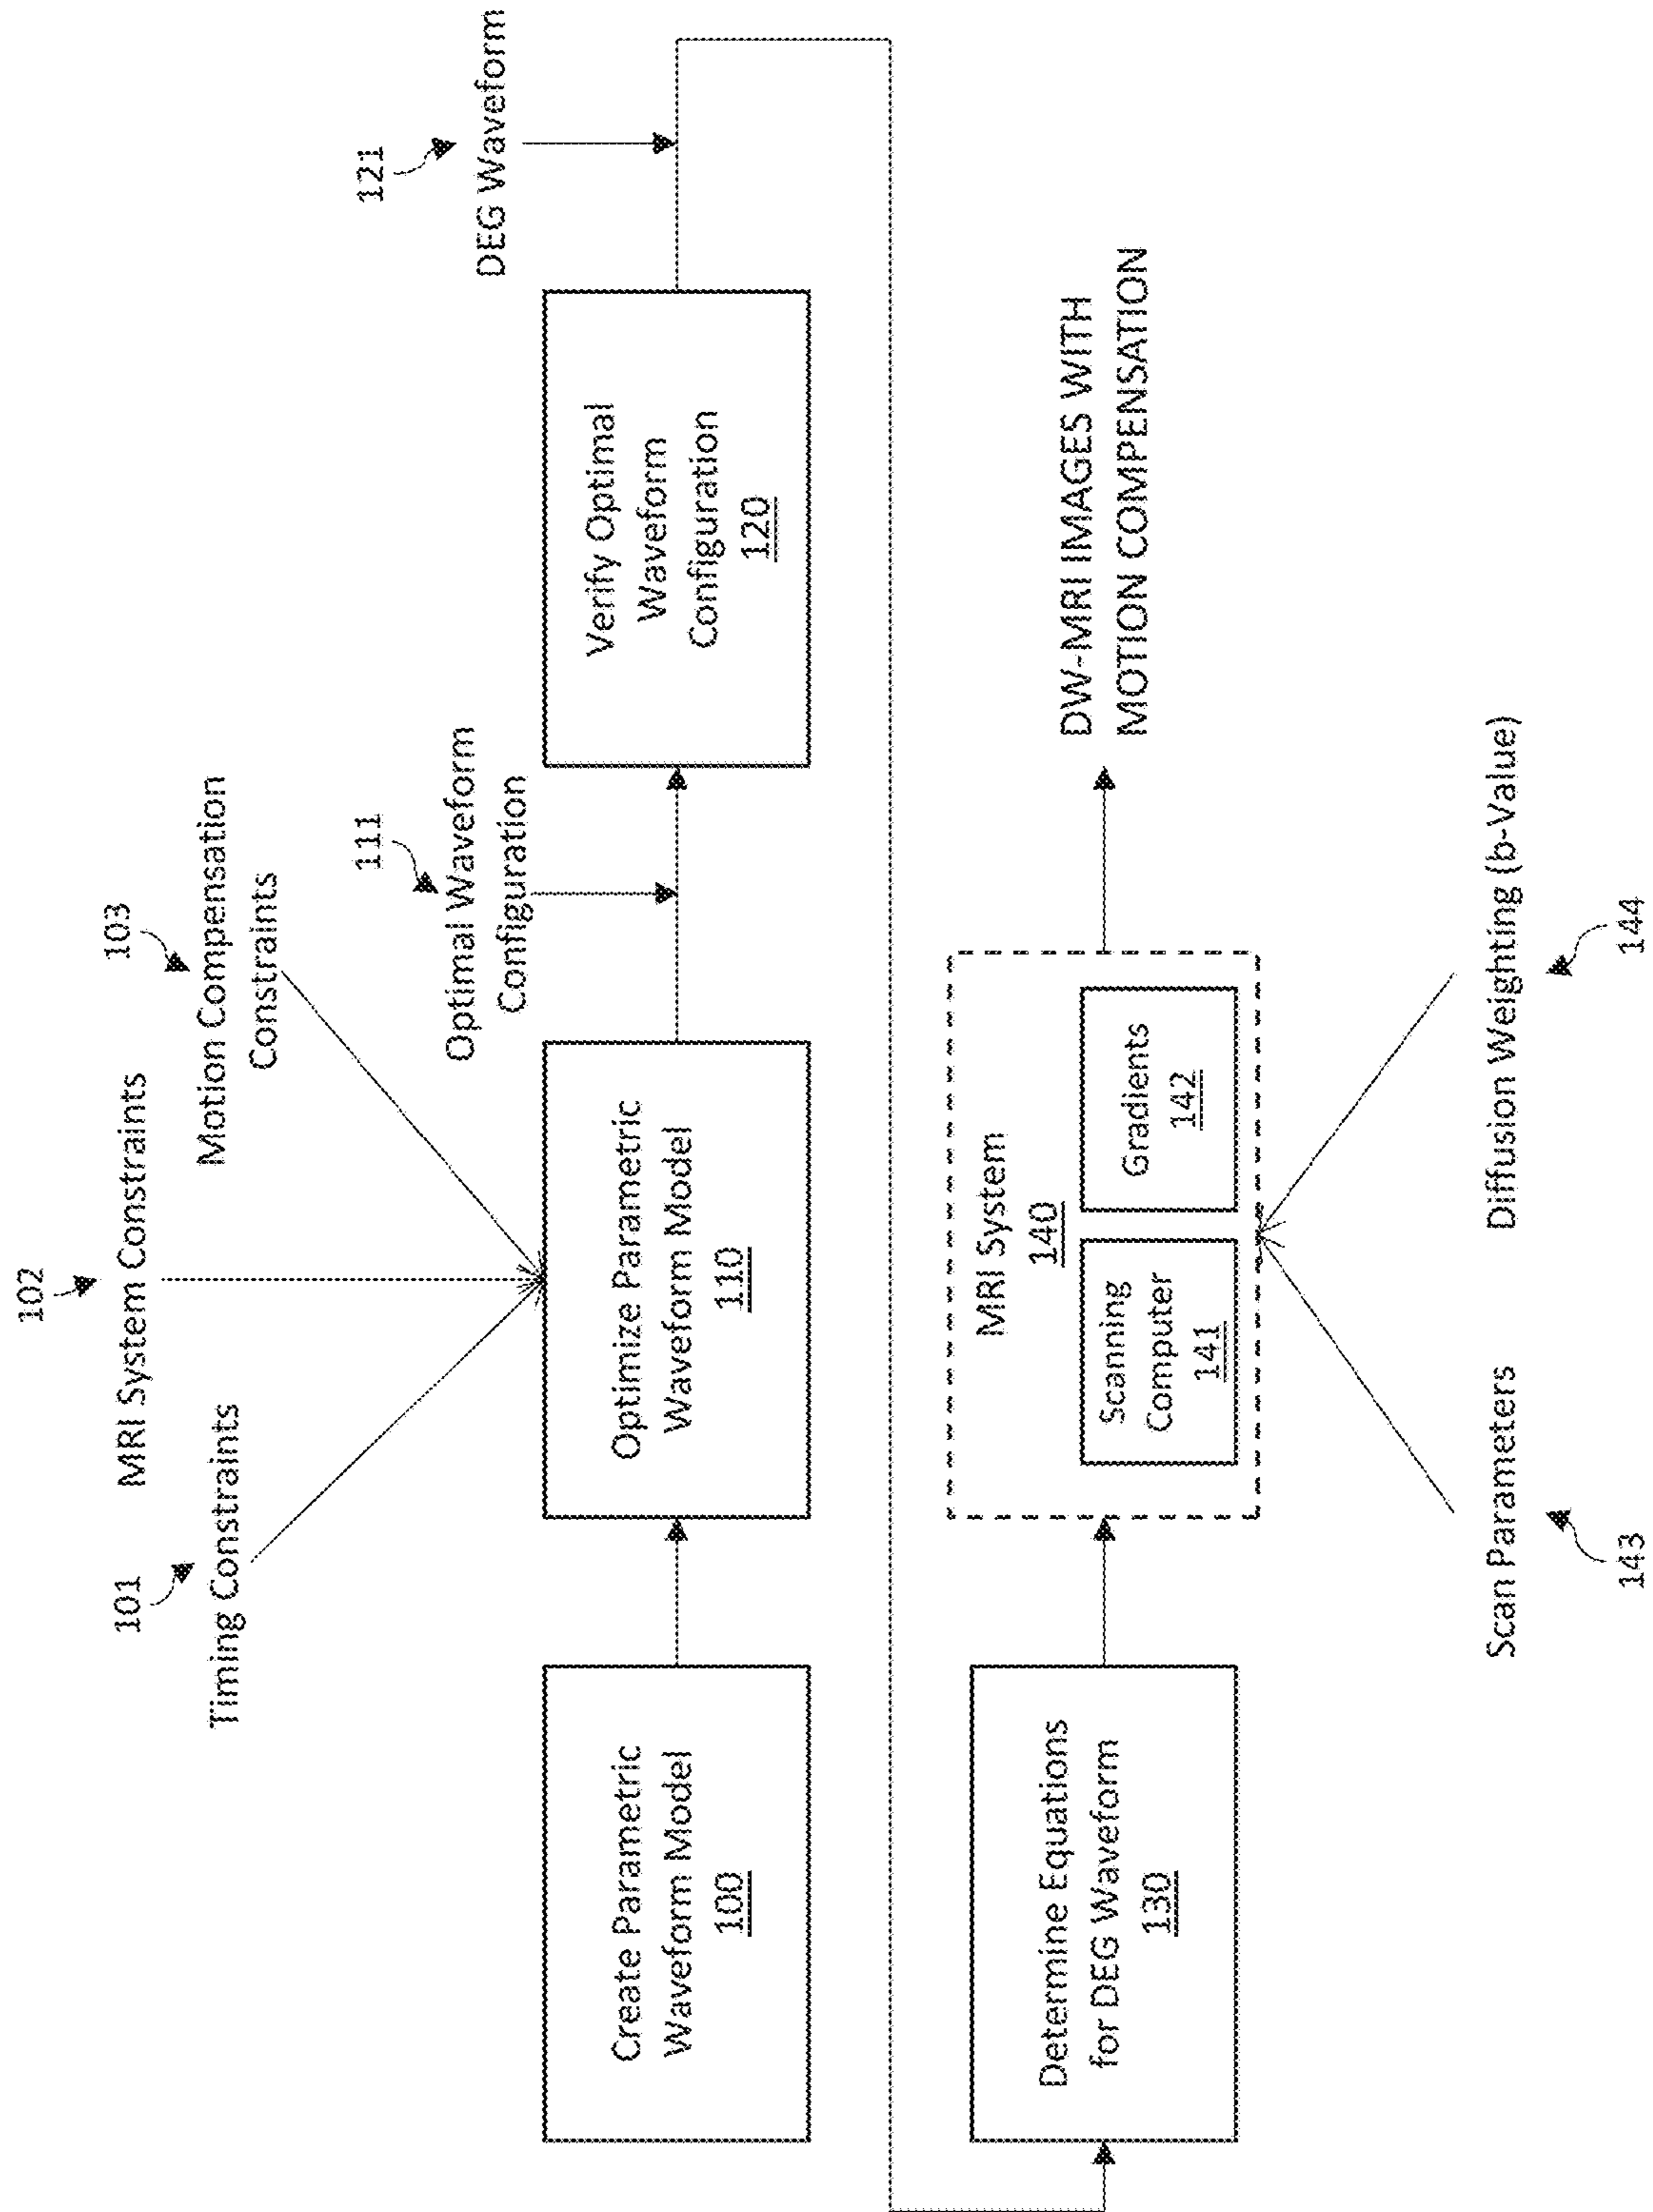 102
MRI System Constraints
101
Timing Constraints
103
Motion Compensation
Constraints
111
Optimal Waveform
Configuration
121
DEG Waveform
Create Parametric
Waveform Model
100
Optimize Parametric
Waveform Model
110
Verify Optimal
Waveform
Configuration
120
Determine Equations
for DEG Waveform
130
MRI System
140
Scanning
Computer
141
Gradients
142
DW-MRI IMAGES WITH
MOTION COMPENSATION
Scan Parameters
143
Diffusion Weighting (b-Value)
144